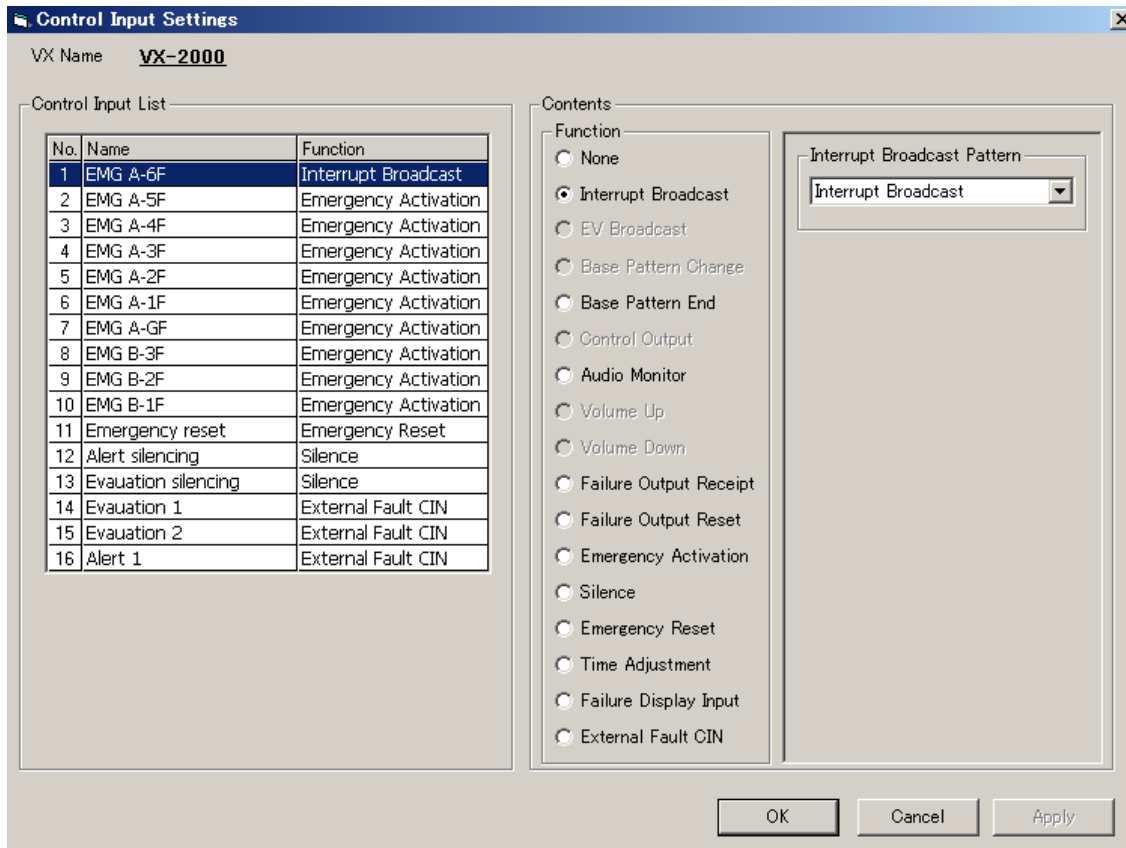 Control Input Settings
VX Name VX-2000
Control Input List
No. Name Function
1 EMG A-6F Interrupt Broadcast
2 EMG A-5F Emergency Activation
3 EMG A-4F Emergency Activation
4 EMG A-3F Emergency Activation
5 EMG A-2F Emergency Activation
6 EMG A-1F Emergency Activation
7 EMG A-GF Emergency Activation
8 EMG B-3F Emergency Activation
9 EMG B-2F Emergency Activation
10 EMG B-1F Emergency Activation
11 Emergency reset Emergency Reset
12 Alert silencing Silence
13 Evauation silencing Silence
14 Evauation 1 External Fault CIN
15 Evauation 2 External Fault CIN
16 Alert 1 External Fault CIN
Contents
Function
None
Interrupt Broadcast
EV Broadcast
Base Pattern Change
Base Pattern End
Control Output
Audio Monitor
Volume Up
Volume Down
Failure Output Receipt
Failure Output Reset
Emergency Activation
Silence
Emergency Reset
Time Adjustment
Failure Display Input
External Fault CIN
Interrupt Broadcast Pattern
Interrupt Broadcast
OK Cancel Apply